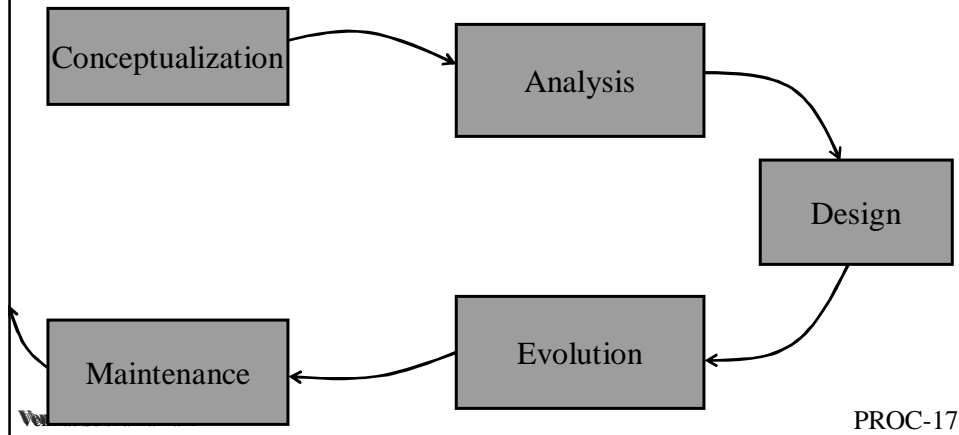 Conceptualization
Analysis
Design
Evolution
Maintenance
PROC-17